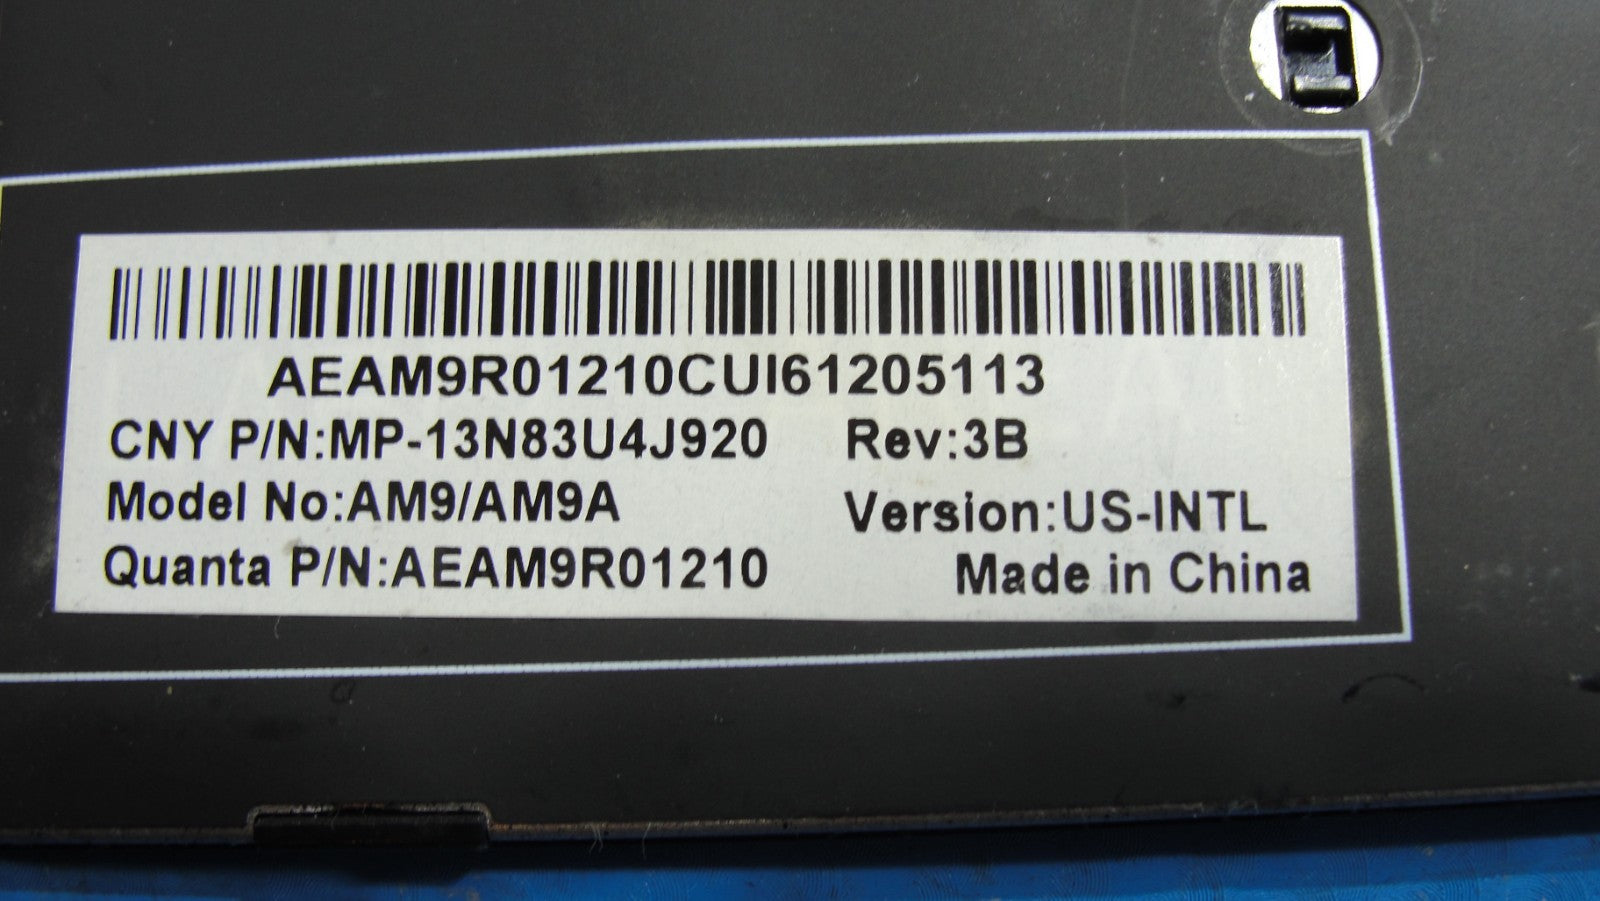 AEAM9R01210CUI61205113
CNY P/N:MP-13N83U4J920 Rev:3B
Model No:AM9/AM9A Version:US-INTL
Quanta P/N:AEAM9R01210 Made in China